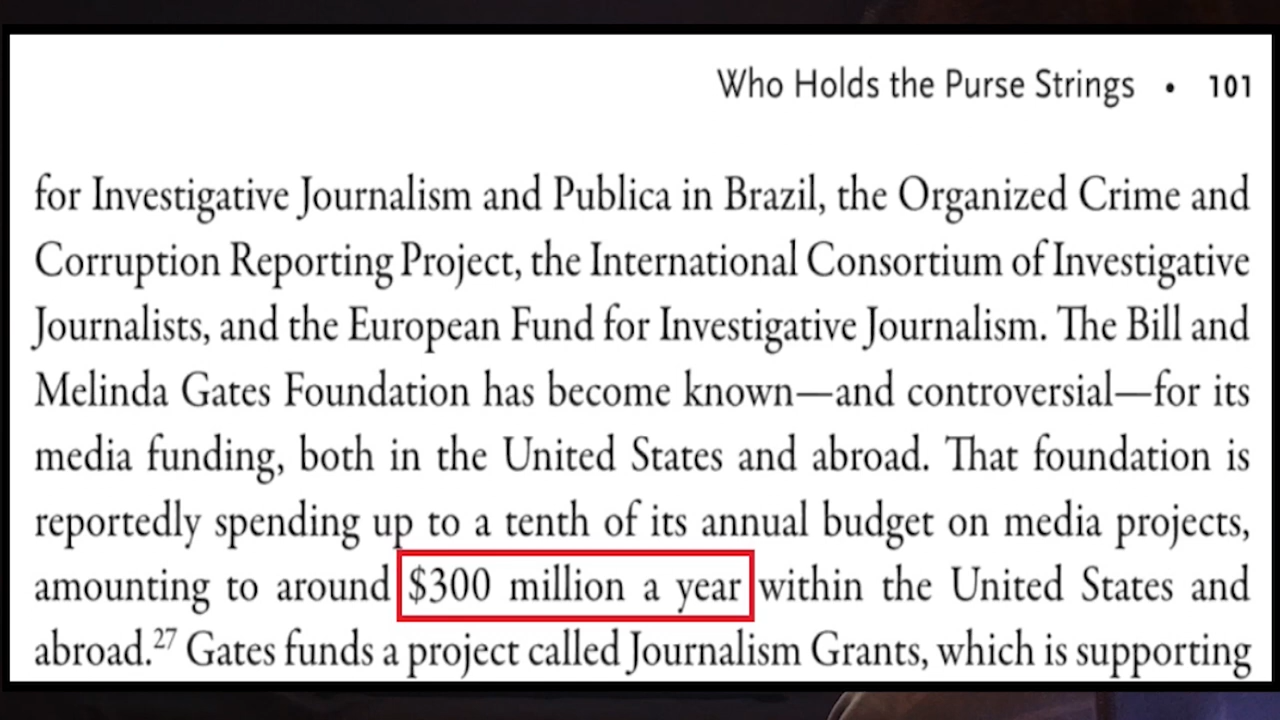 Who Holds the Purse Strings • 101
for Investigative Journalism and Publica in Brazil, the Organized Crime and
Corruption Reporting Project, the International Consortium of Investigative
Journalists, and the European Fund for Investigative Journalism. The Bill and
Melinda Gates Foundation has become known—and controversial—for its
media funding, both in the United States and abroad. That foundation is
reportedly spending up to a tenth of its annual budget on media projects,
amounting to around $300 million a year within the United States and
abroad.27 Gates funds a project called Journalism Grants, which is supporting